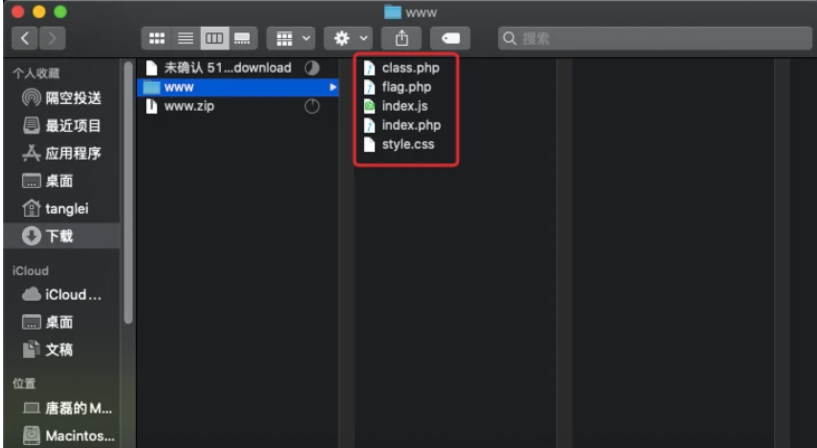 www
搜索
个人收藏
隔空投送
最近项目
应用程序
桌面
tanglei
下载
iCloud
iCloud...
桌面
文稿
位置
唐磊的 M...
Macintos...
未确认 51...download
www
www.zip
class.php
flag.php
index.js
index.php
style.css